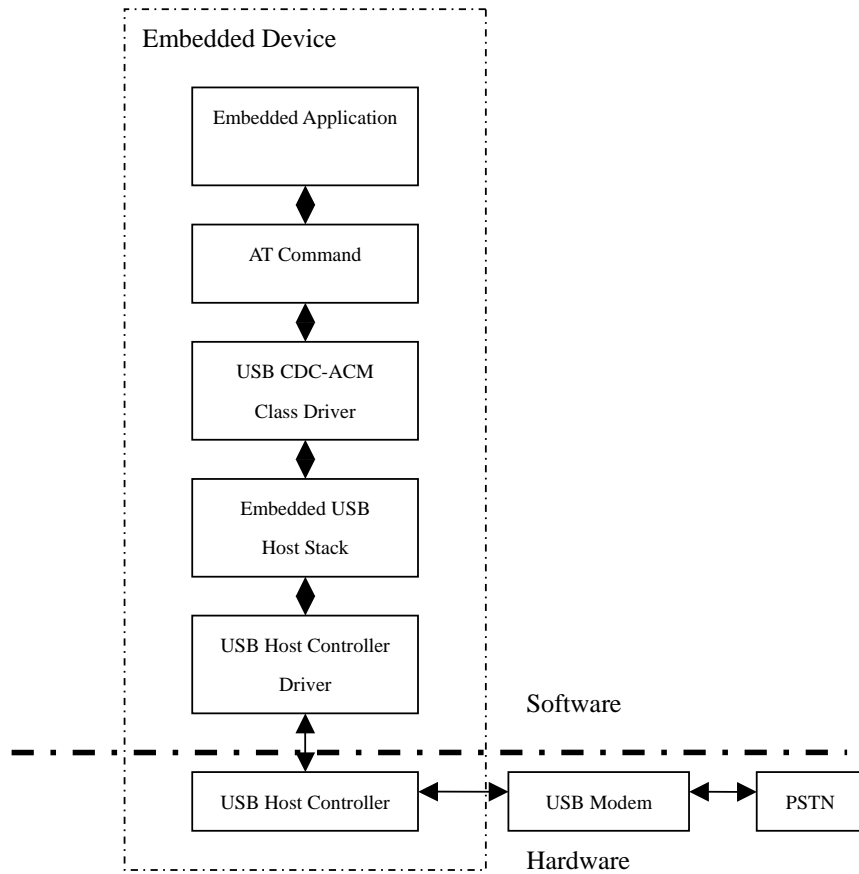 Embedded Device
Embedded Application
AT Command
USB CDC-ACM
Class Driver
Embedded USB
Host Stack
USB Host Controller
Driver
Software
USB Host Controller
USB Modem
PSTN
Hardware